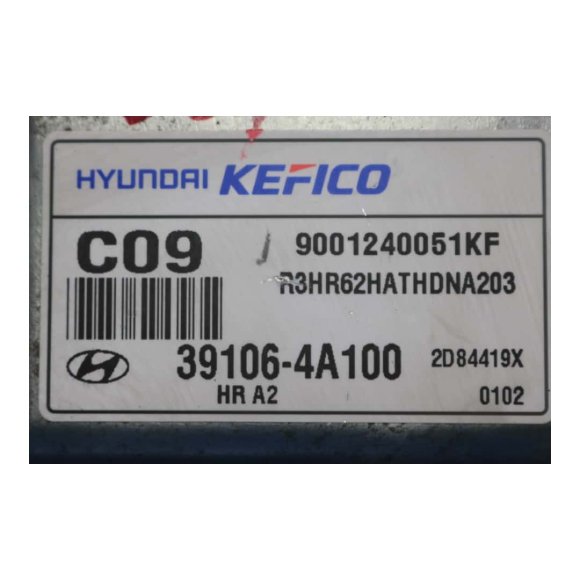 HYUNDAI KEFICO
C09 9001240051KF
R3HR62HATHDNA203
39106-4A100 2D84419X
HR A2 0102